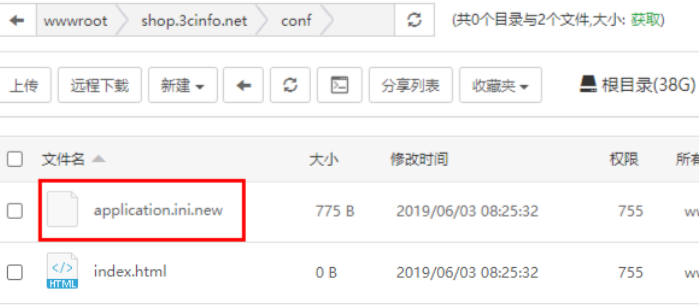 wwwroot shop.3cinfo.net conf (共0个目录与2个文件,大小: 获取)
上传 远程下载 新建 分享列表 收藏夹 根目录(38G)
文件名 大小 修改时间 权限 所有
application.ini.new 775 B 2019/06/03 08:25:32 755 ww
</> HTML index.html 0 B 2019/06/03 08:25:32 755 ww